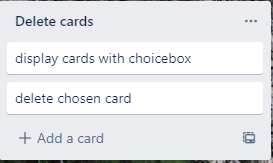 Delete cards
display cards with choicebox
delete chosen card
Add a card